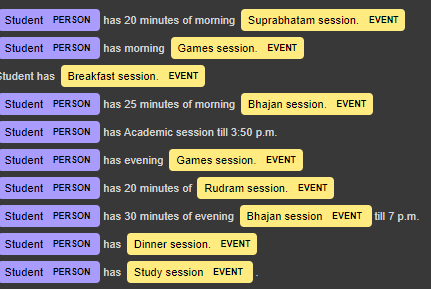 Student PERSON has 20 minutes of morning Suprabhatam session. EVENT
Student PERSON has morning Games session. EVENT
Student has Breakfast session. EVENT
Student PERSON has 25 minutes of morning Bhajan session. EVENT
Student PERSON has Academic session till 3:50 p.m.
Student PERSON has evening Games session. EVENT
Student PERSON has 20 minutes of Rudram session. EVENT
Student PERSON has 30 minutes of evening Bhajan session EVENT till 7 p.m.
Student PERSON has Dinner session. EVENT
Student PERSON has Study session EVENT .